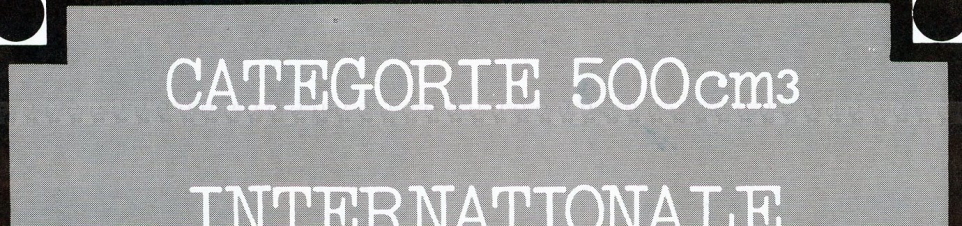 CATEGORIE 500cm3
INTERNATIONALE